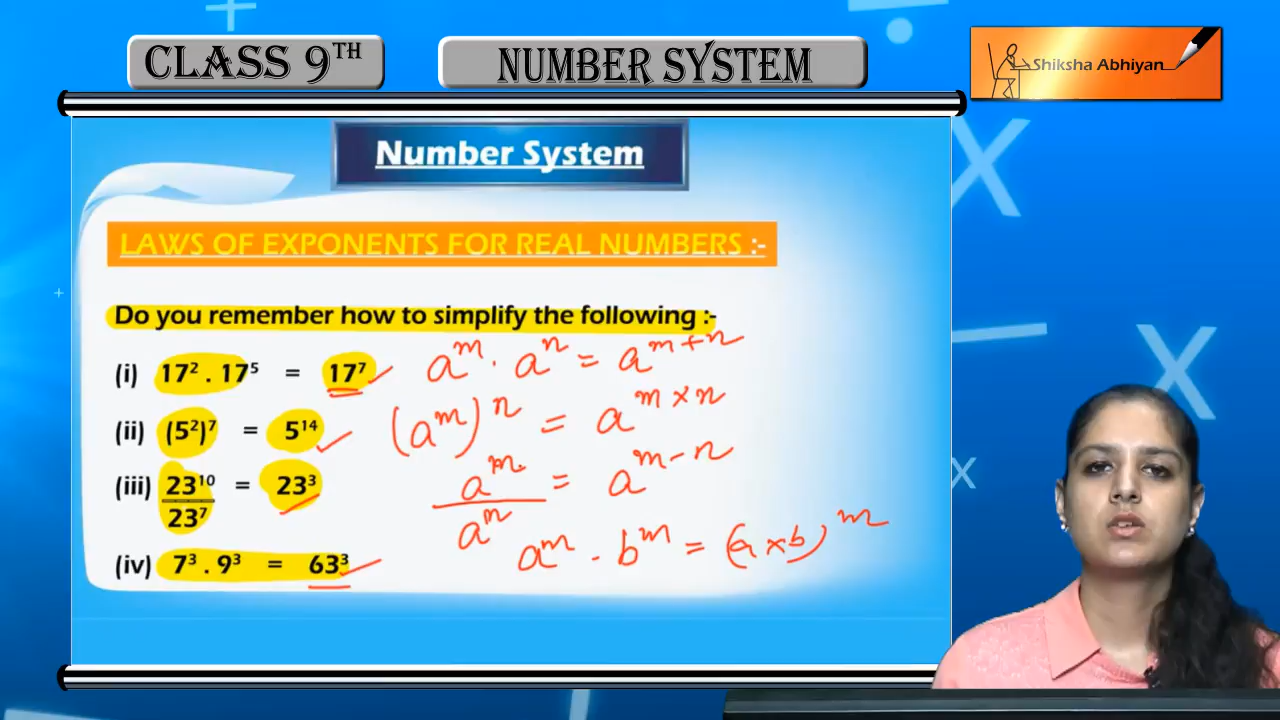 CLASS 9TH NUMBER SYSTEM Shiksha Abhiyan
Number System
LAWS OF EXPONENTS FOR REAL NUMBERS :-
Do you remember how to simplify the following :-
(i) 17² . 17⁵ = 17⁷ aᵐ · aⁿ = aᵐ⁺ⁿ
(ii) (5²)⁷ = 5¹⁴ (aᵐ)ⁿ = aᵐˣⁿ
(iii) 23¹⁰/23⁷ = 23³ aᵐ/aⁿ = aᵐ⁻ⁿ
(iv) 7³ . 9³ = 63³ aᵐ · bᵐ = (a×b)ᵐ